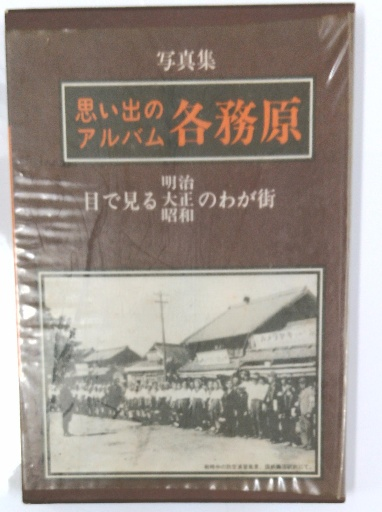 写真集
思い出の
アルバム
各務原
目で見る
明治
大正
昭和
のわが街